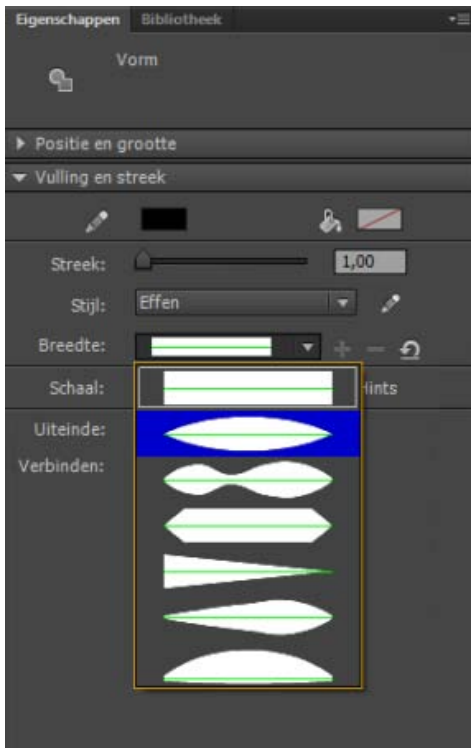 Eigenschappen Bibliotheek
Vorm
Positie en grootte
Vulling en streek
Streek: 1,00
Stijl: Effen
Breedte:
Schaal: Hints
Uiteinde:
Verbinden: